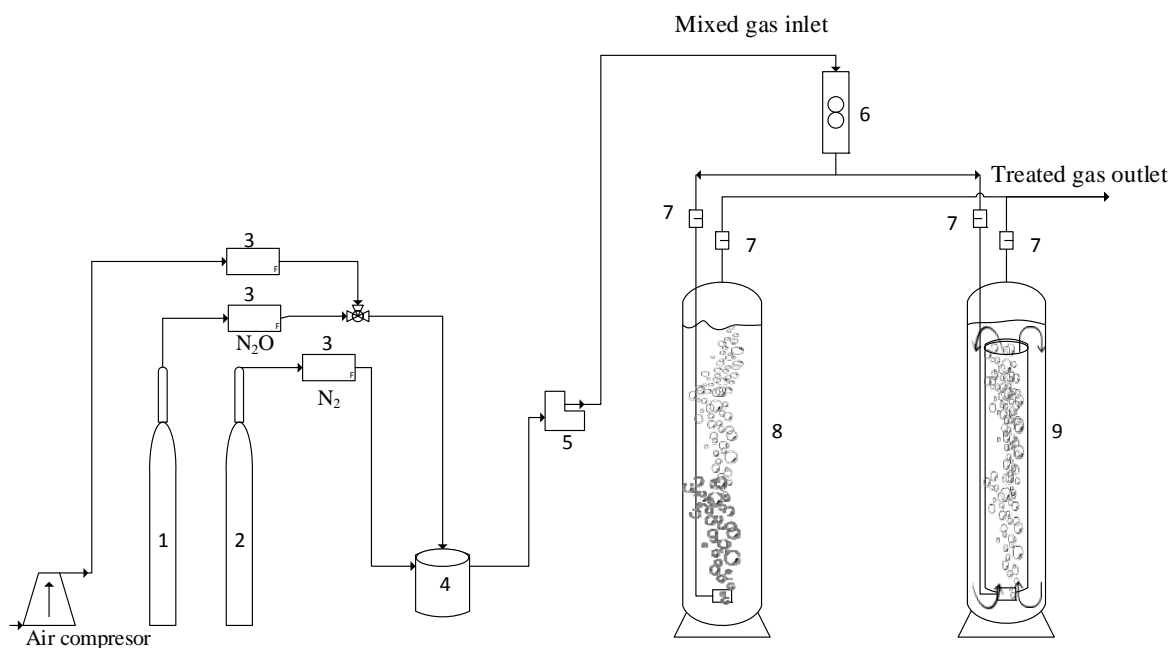 Mixed gas inlet
6
Treated gas outlet
7
7
7
7
3
F
3
F
N₂O
3
F
N₂
5
8
9
1
2
4
Air compresor